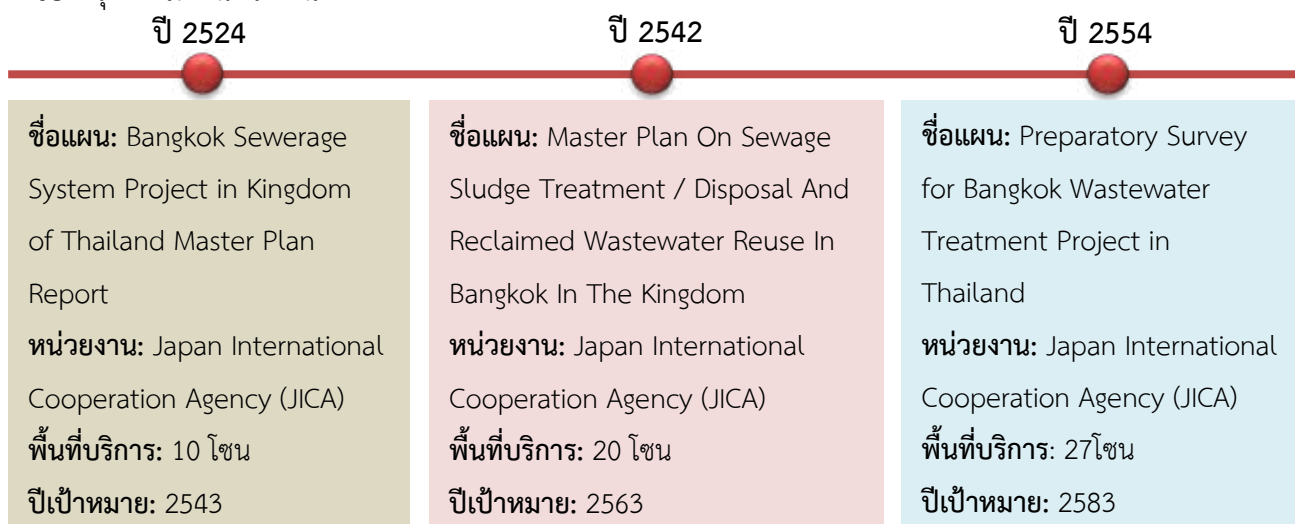 ปี 2524
ปี 2542
ปี 2554
ชื่อแผน: Bangkok Sewerage
System Project in Kingdom
of Thailand Master Plan
Report
หน่วยงาน: Japan International
Cooperation Agency (JICA)
พื้นที่บริการ: 10 โซน
ปีเป้าหมาย: 2543
ชื่อแผน: Master Plan On Sewage
Sludge Treatment / Disposal And
Reclaimed Wastewater Reuse In
Bangkok In The Kingdom
หน่วยงาน: Japan International
Cooperation Agency (JICA)
พื้นที่บริการ: 20 โซน
ปีเป้าหมาย: 2563
ชื่อแผน: Preparatory Survey
for Bangkok Wastewater
Treatment Project in
Thailand
หน่วยงาน: Japan International
Cooperation Agency (JICA)
พื้นที่บริการ: 27โซน
ปีเป้าหมาย: 2583